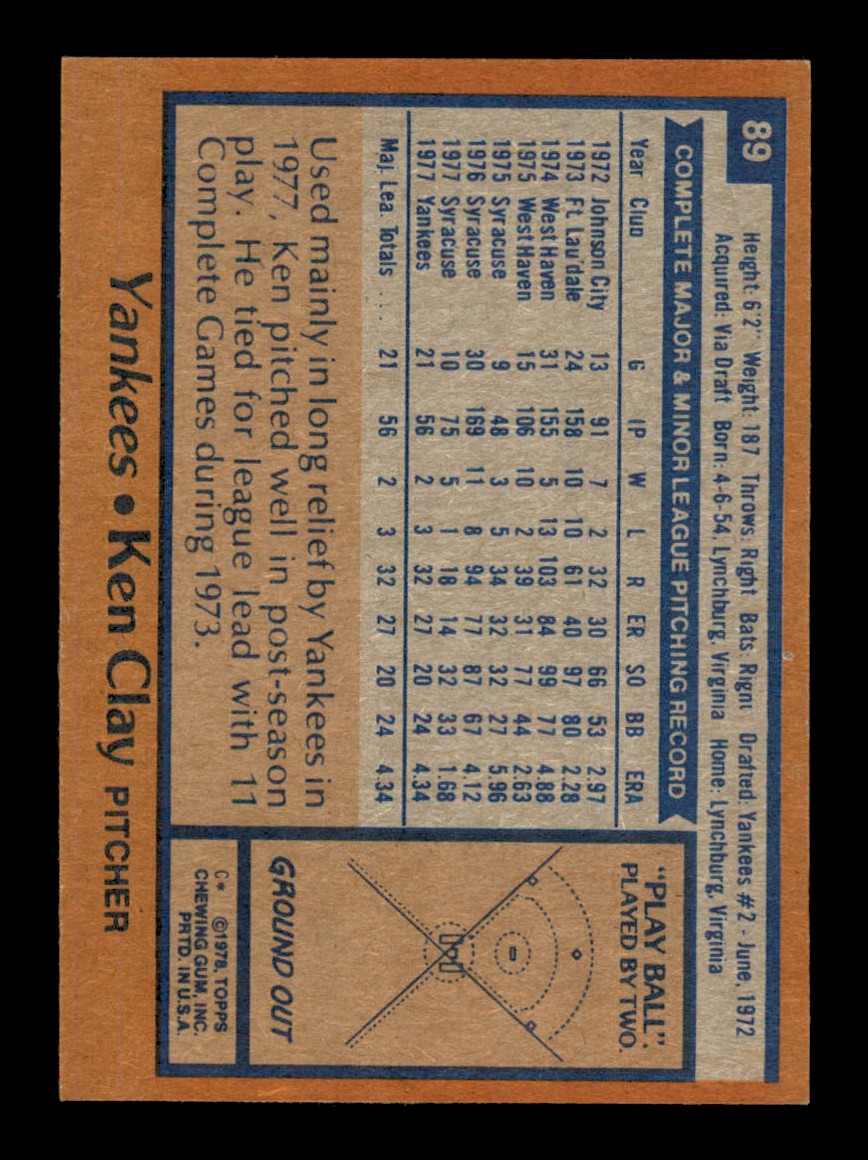 89
Height: 6'2" Weight: 187 Throws: Right Bats: Right Drafted: Yankees #2 - June, 1972
Acquired: Via Draft Born: 4-6-54, Lynchburg, Virginia Home: Lynchburg, Virginia
COMPLETE MAJOR & MINOR LEAGUE PITCHING RECORD
Year Club G IP W L R ER SO BB ERA
1972 Johnson City 13 91 7 2 32 30 66 53 2.97
1973 Ft. Lau'dale 24 158 10 10 61 40 97 80 2.28
1974 West Haven 31 155 5 13 103 84 99 77 4.88
1975 West Haven 15 106 10 2 39 31 77 44 2.63
1975 Syracuse 9 48 3 5 34 32 32 27 5.96
1976 Syracuse 30 169 11 8 94 77 87 67 4.12
1977 Syracuse 10 75 5 1 18 14 32 33 1.68
1977 Yankees 21 56 2 3 32 27 20 24 4.34
Maj. Lea. Totals .... 21 56 2 3 32 27 20 24 4.34
Used mainly in long relief by Yankees in
1977, Ken pitched well in post-season
play. He tied for league lead with 11
Complete Games during 1973.
"PLAY BALL"
PLAYED BY TWO.
GROUND OUT
C* ©1978, TOPPS
CHEWING GUM, INC.
PRTD. IN U.S.A.
Yankees • Ken Clay PITCHER